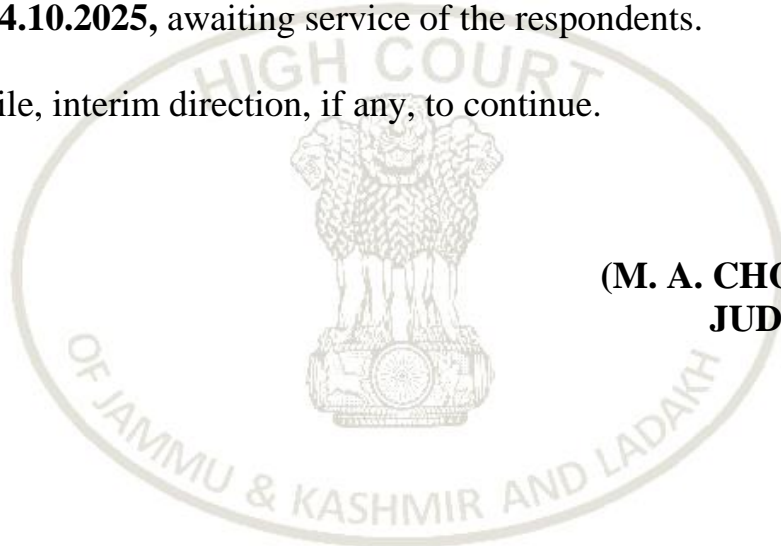 4.10.2025, awaiting service of the respondents.
HIGH COURT
ile, interim direction, if any, to continue.
(M. A. CHO
JUD
OF JAMMU & KASHMIR AND LADAKH